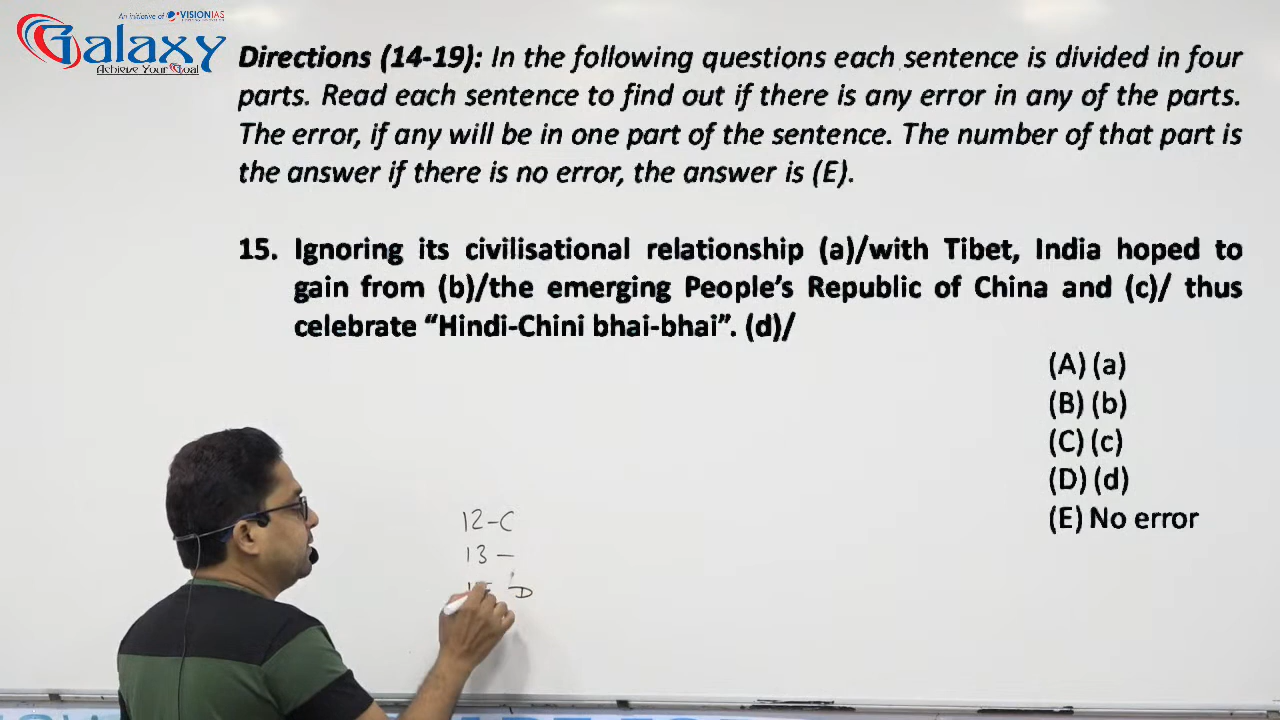 An initiative of VISIONIAS
Galaxy
ACHIEVE YOUR GOAL
Directions (14-19): In the following questions each sentence is divided in four
parts. Read each sentence to find out if there is any error in any of the parts.
The error, if any will be in one part of the sentence. The number of that part is
the answer if there is no error, the answer is (E).
15. Ignoring its civilisational relationship (a)/with Tibet, India hoped to
gain from (b)/the emerging People's Republic of China and (c)/ thus
celebrate “Hindi-Chini bhai-bhai”. (d)/
(A) (a)
(B) (b)
(C) (c)
(D) (d)
(E) No error
12-C
13 -
D